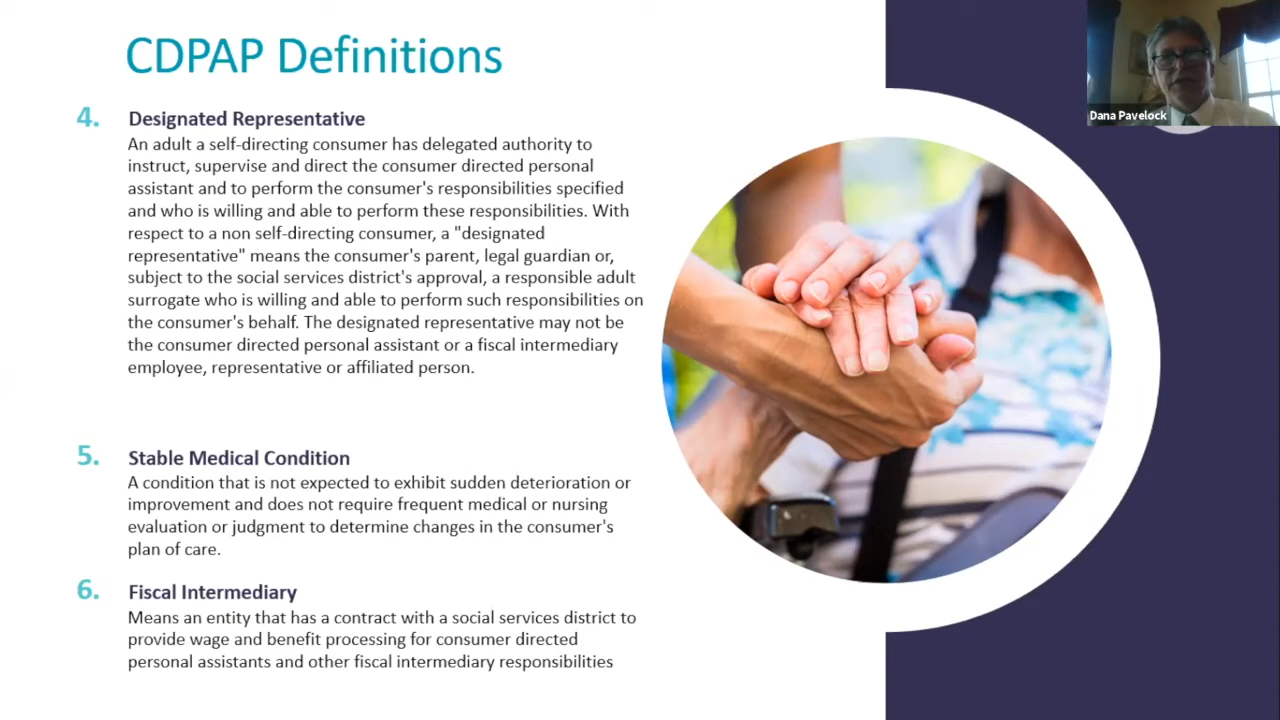 CDPAP Definitions
4. Designated Representative
An adult a self-directing consumer has delegated authority to
instruct, supervise and direct the consumer directed personal
assistant and to perform the consumer's responsibilities specified
and who is willing and able to perform these responsibilities. With
respect to a non self-directing consumer, a "designated
representative" means the consumer's parent, legal guardian or,
subject to the social services district's approval, a responsible adult
surrogate who is willing and able to perform such responsibilities on
the consumer's behalf. The designated representative may not be
the consumer directed personal assistant or a fiscal intermediary
employee, representative or affiliated person.
5. Stable Medical Condition
A condition that is not expected to exhibit sudden deterioration or
improvement and does not require frequent medical or nursing
evaluation or judgment to determine changes in the consumer's
plan of care.
6. Fiscal Intermediary
Means an entity that has a contract with a social services district to
provide wage and benefit processing for consumer directed
personal assistants and other fiscal intermediary responsibilities
Dana Pavelock